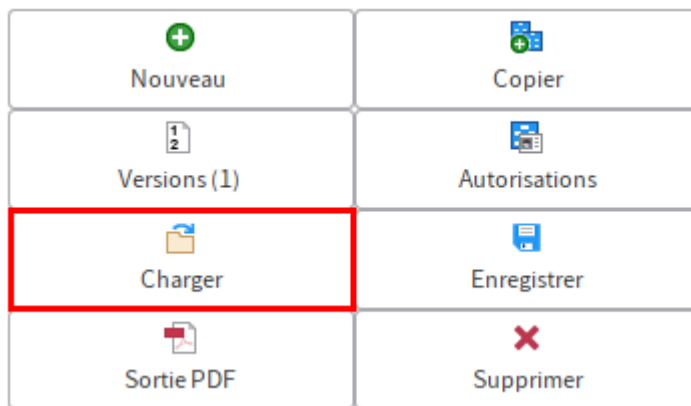 Nouveau
Copier
Versions (1)
Autorisations
Charger
Enregistrer
Sortie PDF
Supprimer